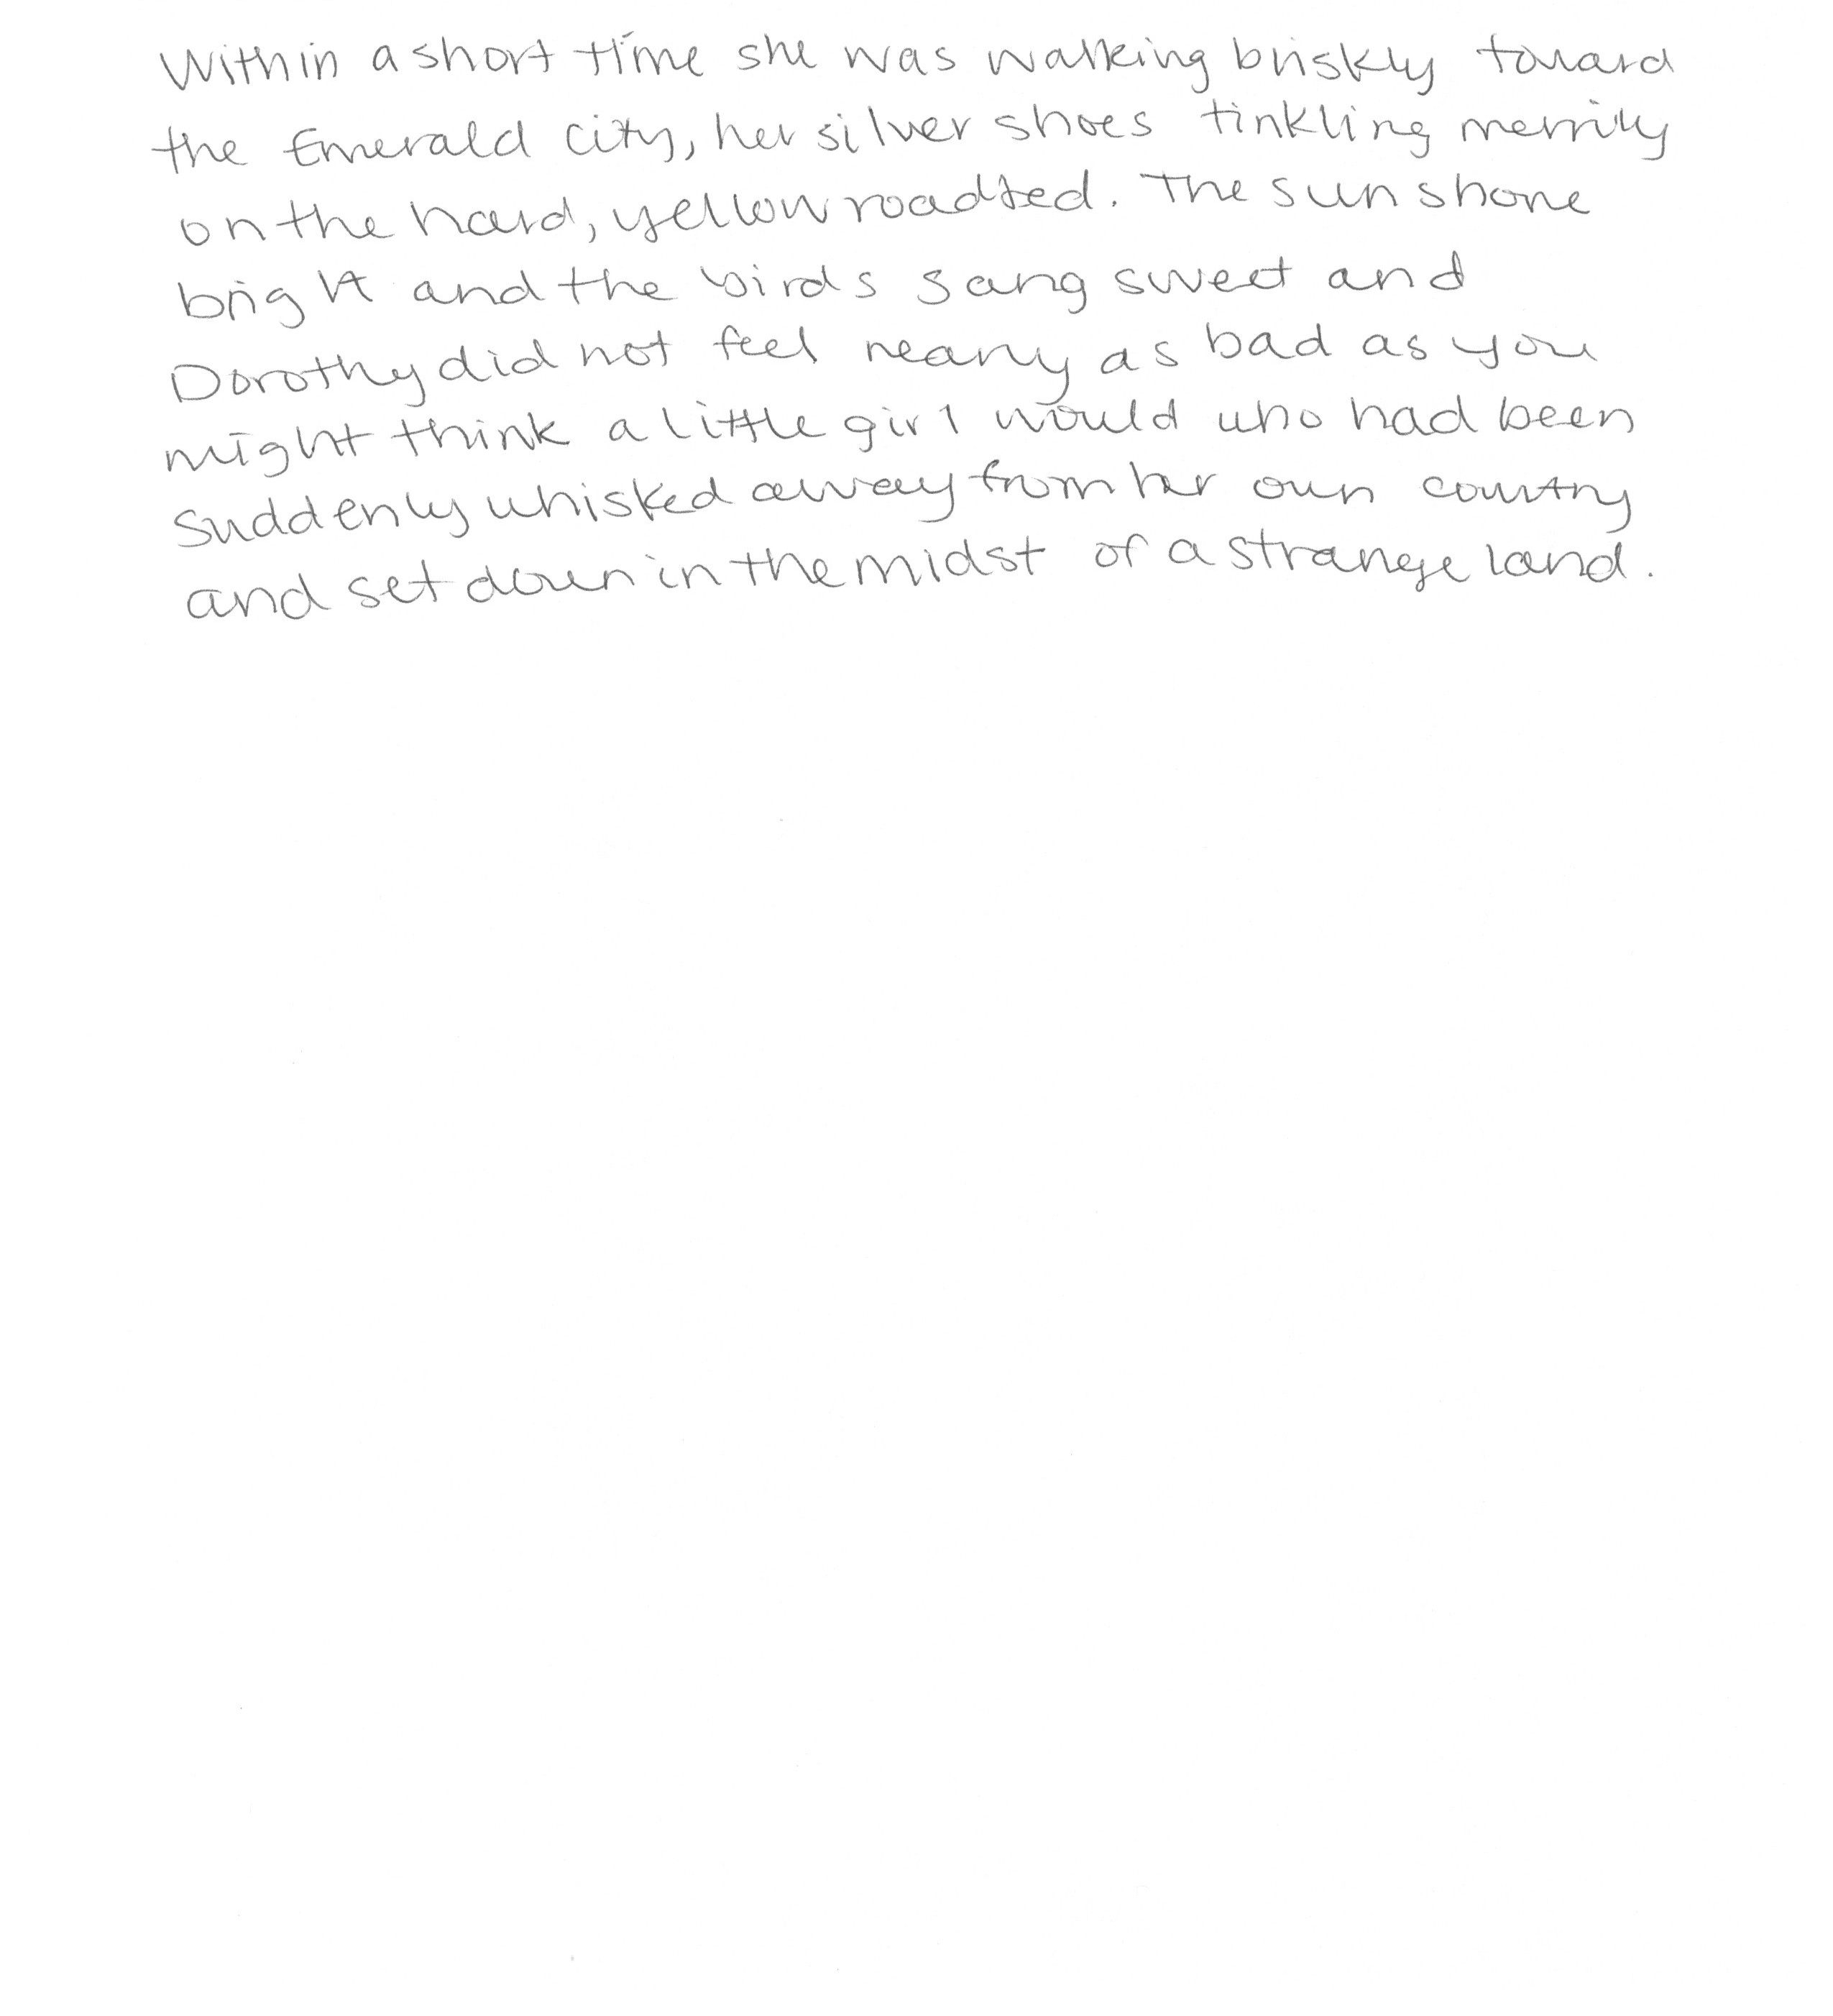 Within a short time she was walking briskly toward
the Emerald City, her silver shoes tinkling merrily
on the hard, yellow roadbed. The sun shone
bright and the birds sang sweet and
Dorothy did not feel nearly as bad as you
might think a little girl would who had been
suddenly whisked away from her own country
and set down in the midst of a strange land.